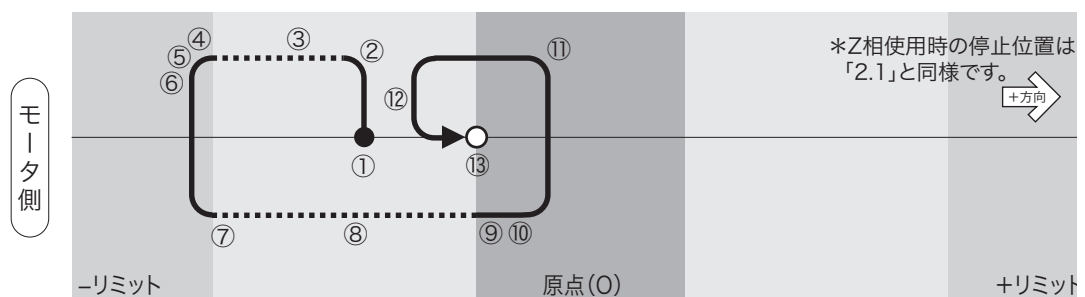 ④ ③ ② ⑪
⑤
⑥
⑫
*Z相使用時の停止位置は
「2.1」と同様です。
+方向
モータ側
① ⑬
⑦ ⑧ ⑨ ⑩
−リミット 原点(O) +リミット